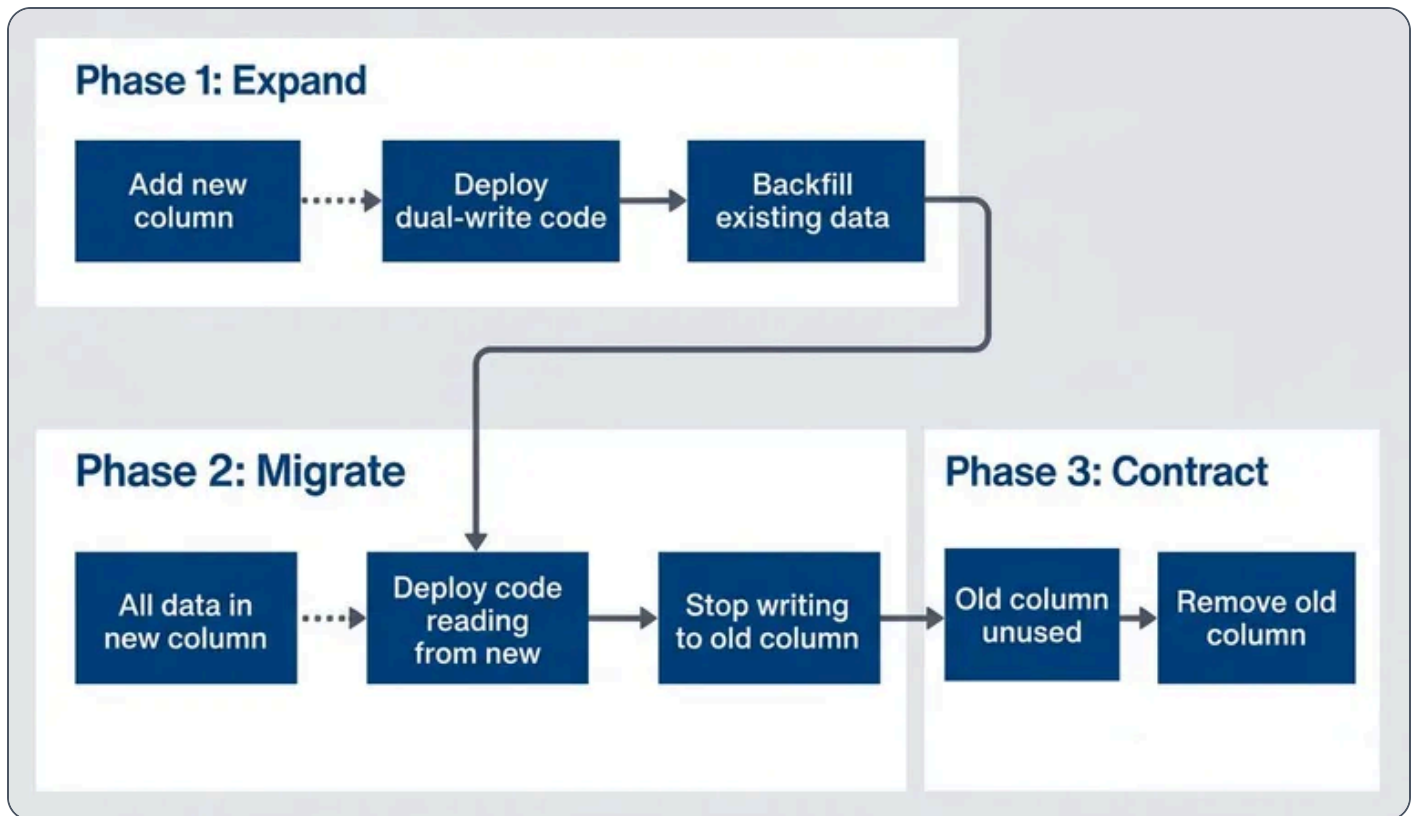 Phase 1: Expand
Add new
column
Deploy
dual-write code
Backfill
existing data
Phase 2: Migrate
All data in
new column
Deploy code
reading
from new
Stop writing
to old column
Phase 3: Contract
Old column
unused
Remove old
column